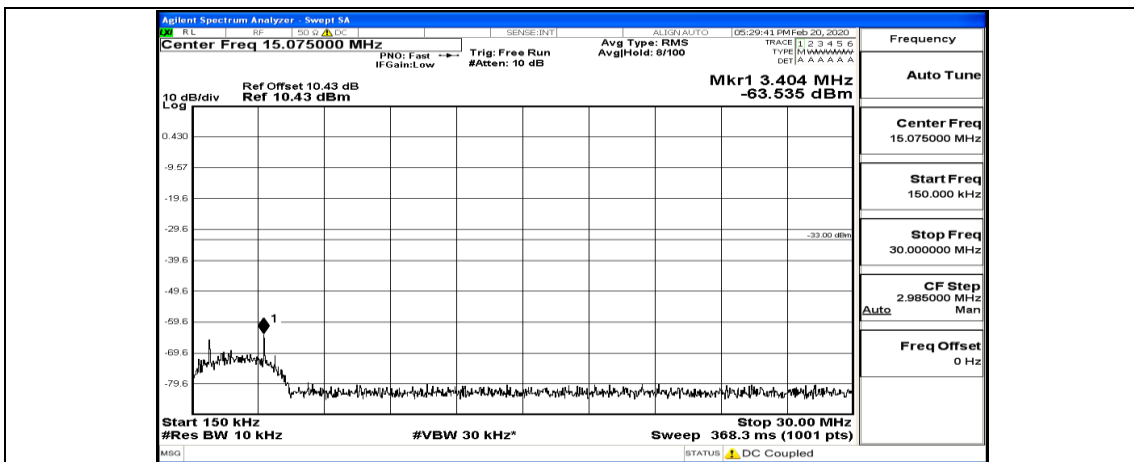 Agilent Spectrum Analyzer - Swept SA
LXI RL RF 50 Ω DC SENSE:INT ALIGN AUTO 05:29:41 PM Feb 20, 2020
Center Freq 15.075000 MHz
PNO: Fast
IFGain:Low
Trig: Free Run
#Atten: 10 dB
Avg Type: RMS
Avg|Hold: 8/100
TRACE 1 2 3 4 5 6
TYPE M WWWWW
DET A A A A A A
Mkr1 3.404 MHz
-63.535 dBm
Ref Offset 10.43 dB
10 dB/div Ref 10.43 dBm
Log
0.430
-9.57
-19.6
-29.6
-33.00 dBm
-39.6
-49.6
-59.6
1
-69.6
-79.6
Start 150 kHz Stop 30.00 MHz
#Res BW 10 kHz #VBW 30 kHz* Sweep 368.3 ms (1001 pts)
MSG STATUS DC Coupled
Frequency
Auto Tune
Center Freq
15.075000 MHz
Start Freq
150.000 kHz
Stop Freq
30.000000 MHz
CF Step
2.985000 MHz
Auto Man
Freq Offset
0 Hz